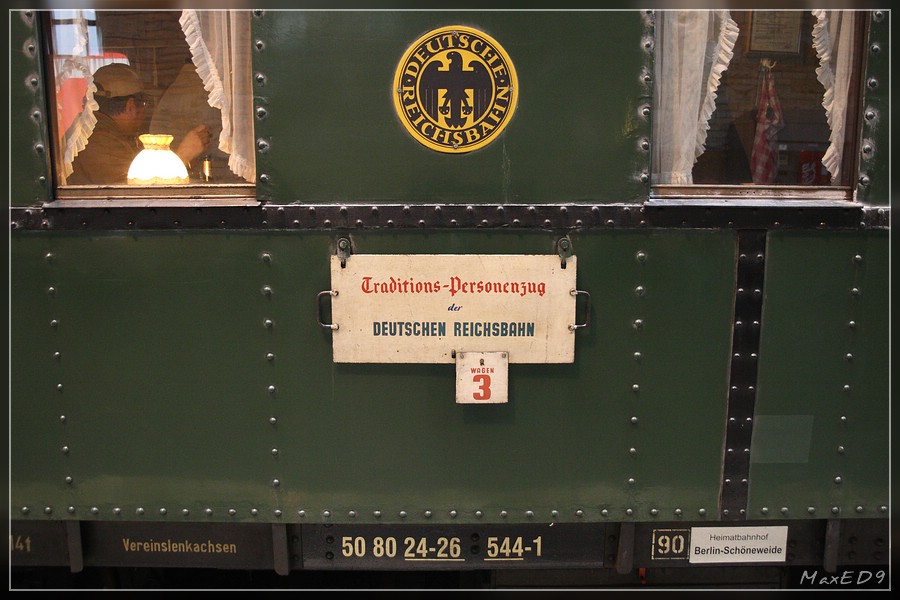 DEUTSCHE
REICHSBAHN
Traditions-Personenzug
der
DEUTSCHEN REICHSBAHN
WAGEN
3
14t
Vereinslenkachsen
50 80 24-26 544-1
90
Heimatbahnhof
Berlin-Schöneweide
MaxED9